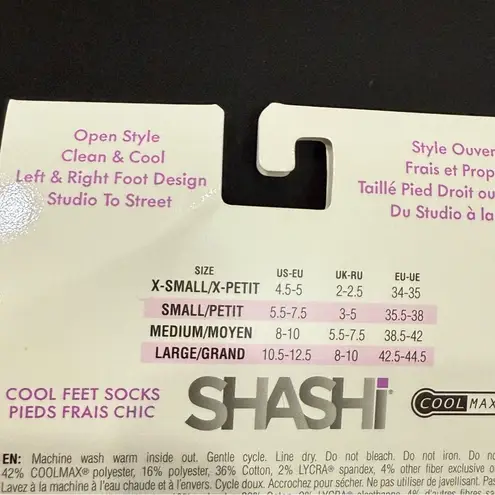 Open Style
Clean & Cool
Left & Right Foot Design
Studio To Street
Style Ouver
Frais et Prop
Taillé Pied Droit ou
Du Studio à la
SIZE US-EU UK-RU EU-UE
X-SMALL/X-PETIT 4.5-5 2-2.5 34-35
SMALL/PETIT 5.5-7.5 3-5 35.5-38
MEDIUM/MOYEN 8-10 5.5-7.5 38.5-42
LARGE/GRAND 10.5-12.5 8-10 42.5-44.5
COOL FEET SOCKS
PIEDS FRAIS CHIC
SHASHi
COOLMAX
EN: Machine wash warm inside out. Gentle cycle. Line dry. Do not bleach. Do not iron. Do no
42% COOLMAX® polyester, 16% polyester, 36% Cotton, 2% LYCRA® spandex, 4% other fiber exclusive o
Lavez à la machine à l'eau chaude et à l'envers. Cycle doux. Accrochez pour sécher. Ne pas utiliser de javellisant. Pas